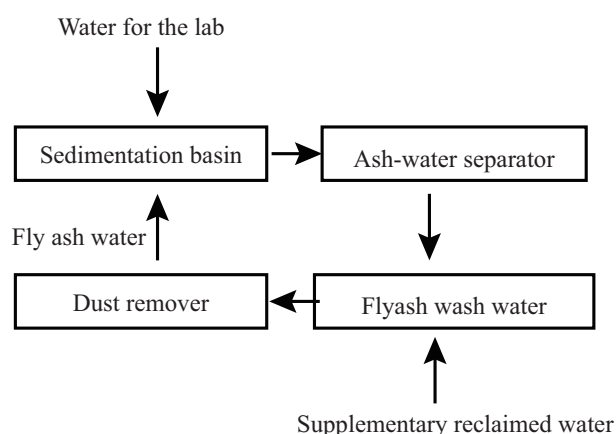 Water for the lab
Sedimentation basin
Ash-water separator
Fly ash water
Dust remover
Flyash wash water
Supplementary reclaimed water